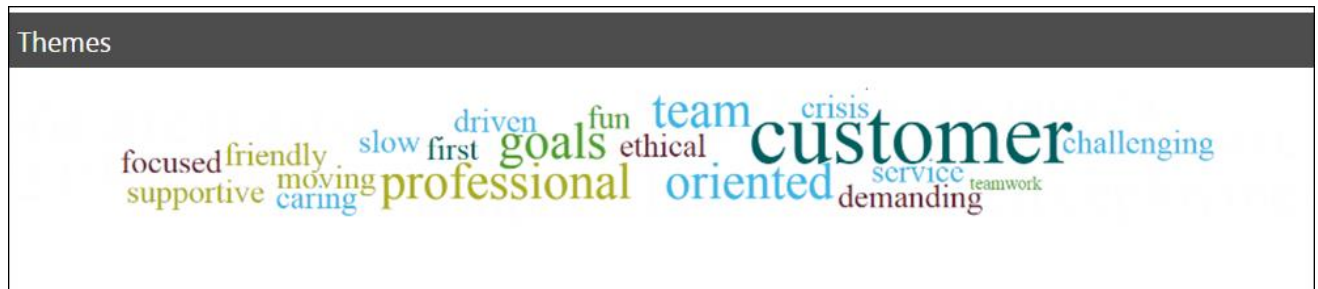 Themes
crisis
driven fun team
slow first goals ethical customer challenging
focused friendly
supportive moving professional oriented service teamwork
caring demanding